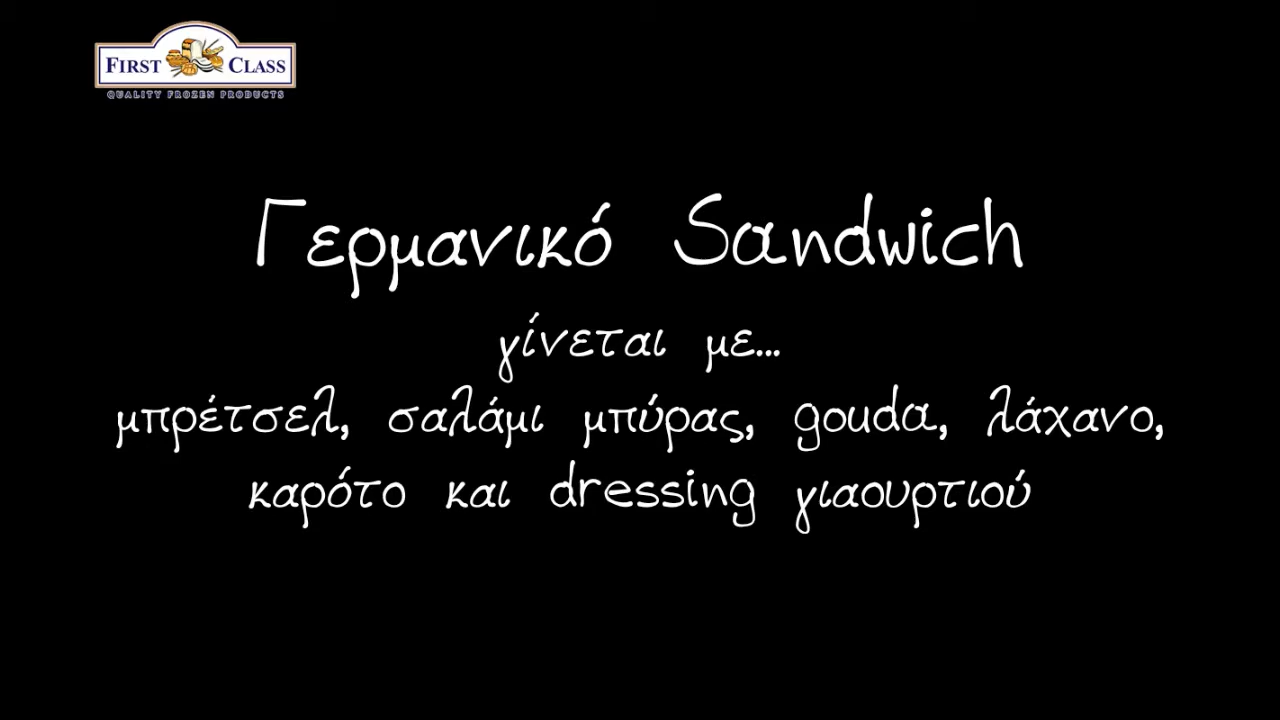 FIRST CLASS
QUALITY FROZEN PRODUCTS
Γερμανικό Sandwich
γίνεται με...
μπρέτσελ, σαλάμι μπύρας, gouda, λάχανο,
καρότο και dressing γιαουρτιού